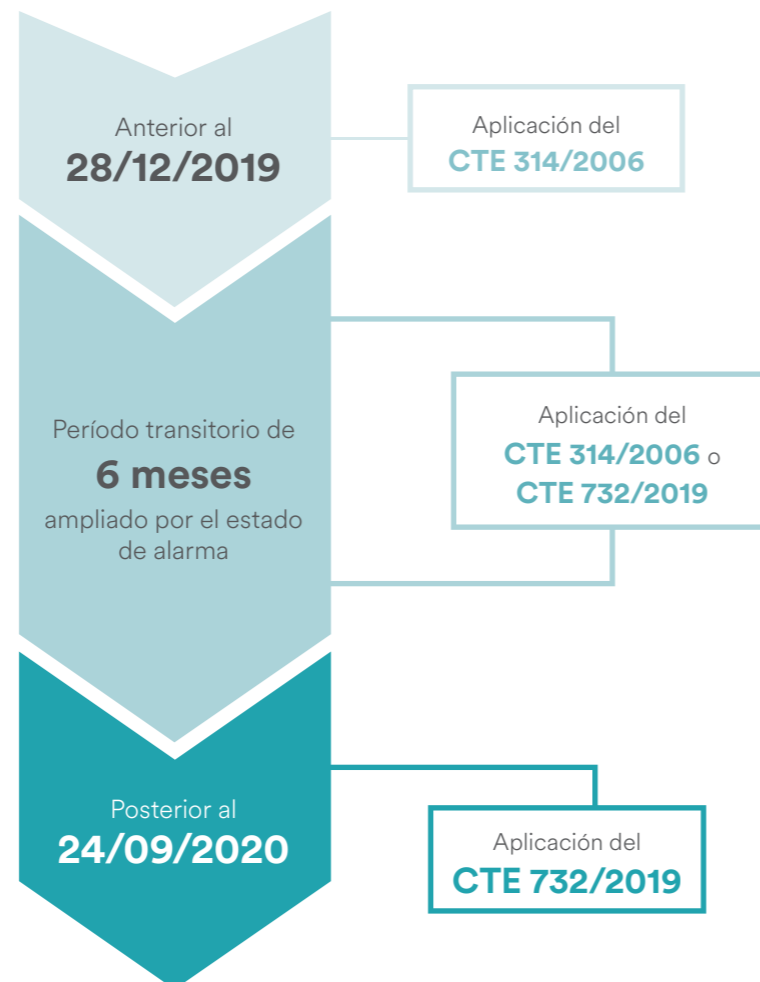 Anterior al
28/12/2019
Aplicación del
CTE 314/2006
Período transitorio de
6 meses
ampliado por el estado
de alarma
Aplicación del
CTE 314/2006 o
CTE 732/2019
Posterior al
24/09/2020
Aplicación del
CTE 732/2019